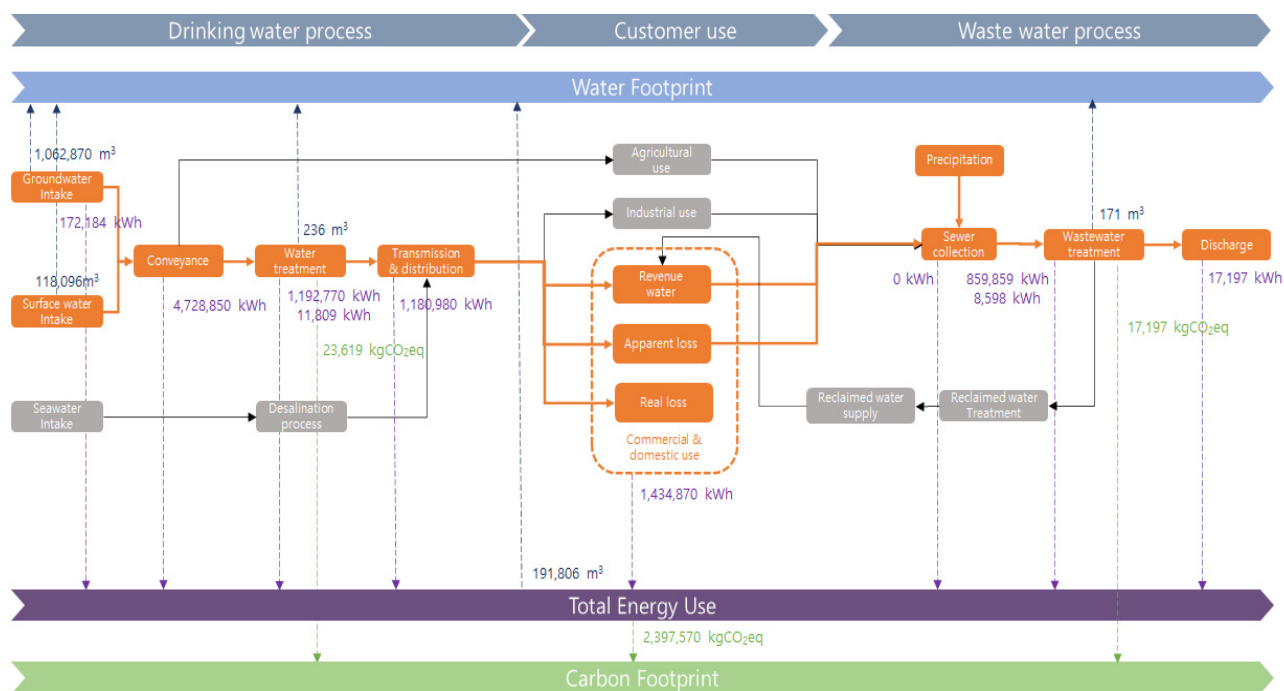 Drinking water process
Customer use
Waste water process
Water Footprint
1,062,870 m³
Groundwater
Intake
172,184 kWh
118,096m³
Surface water
Intake
Seawater
Intake
Conveyance
4,728,850 kWh
236 m³
Water
treatment
1,192,770 kWh
11,809 kWh
23,619 kgCO₂eq
Desalination
process
Transmission
& distribution
1,180,980 kWh
Agricultural
use
Industrial use
Revenue
water
Apparent loss
Real loss
Commercial &
domestic use
1,434,870 kWh
191,806 m³
Precipitation
Sewer
collection
0 kWh
171 m³
Wastewater
treatment
859,859 kWh
8,598 kWh
17,197 kgCO₂eq
Discharge
17,197 kWh
Reclaimed water
supply
Reclaimed water
Treatment
Total Energy Use
2,397,570 kgCO₂eq
Carbon Footprint